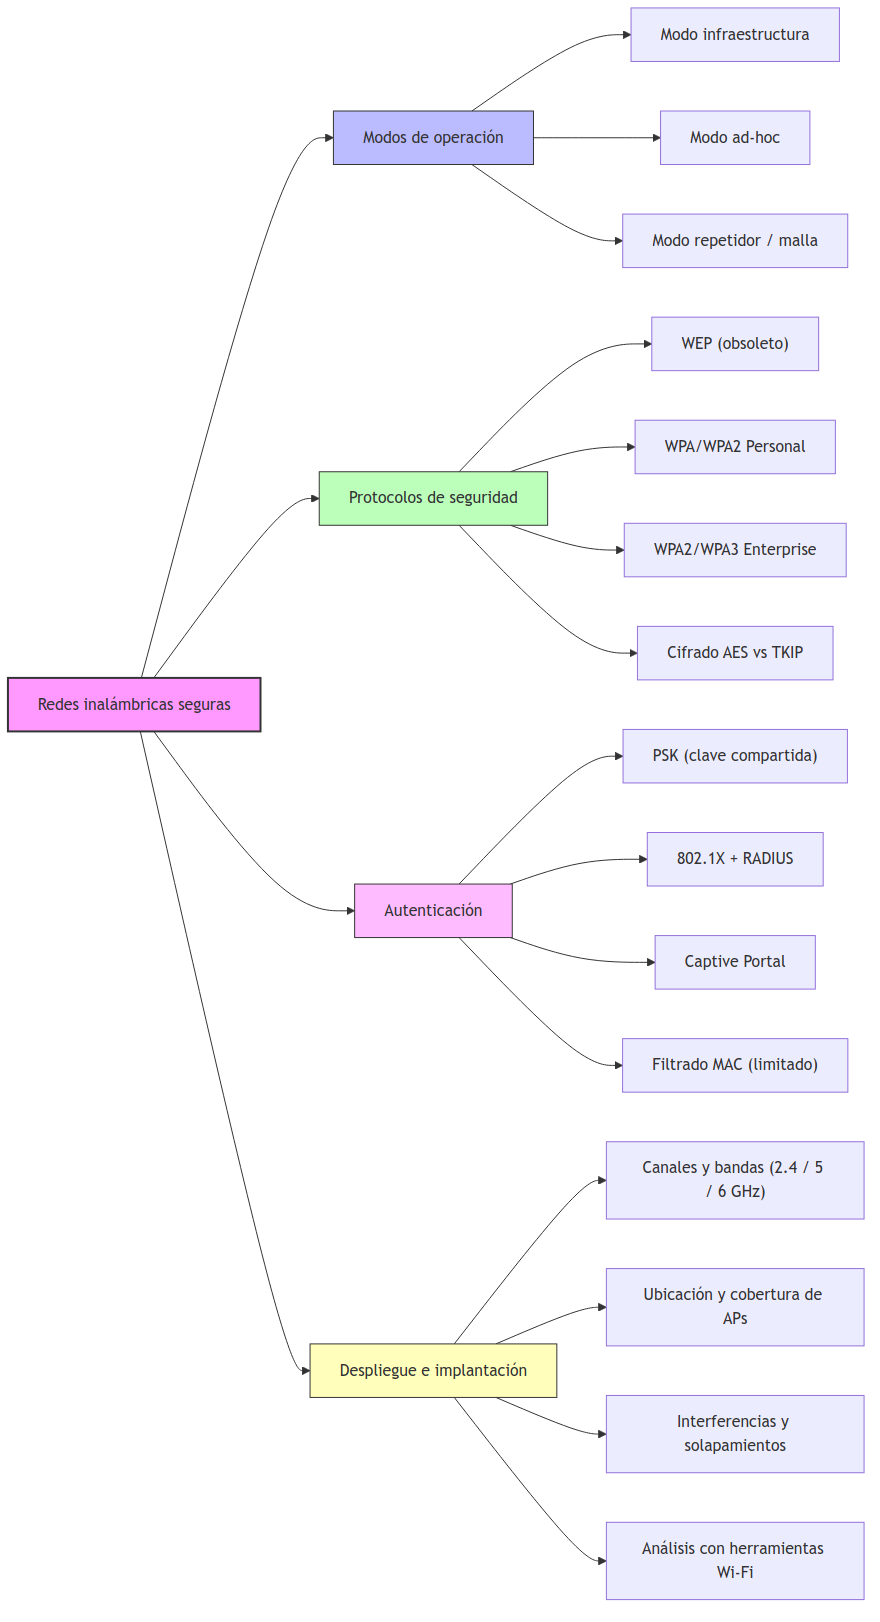 Redes inalámbricas seguras
Modos de operación
Modo infraestructura
Modo ad-hoc
Modo repetidor / malla
Protocolos de seguridad
WEP (obsoleto)
WPA/WPA2 Personal
WPA2/WPA3 Enterprise
Cifrado AES vs TKIP
Autenticación
PSK (clave compartida)
802.1X + RADIUS
Captive Portal
Filtrado MAC (limitado)
Despliegue e implantación
Canales y bandas (2.4 / 5
/ 6 GHz)
Ubicación y cobertura de
APs
Interferencias y
solapamientos
Análisis con herramientas
Wi-Fi